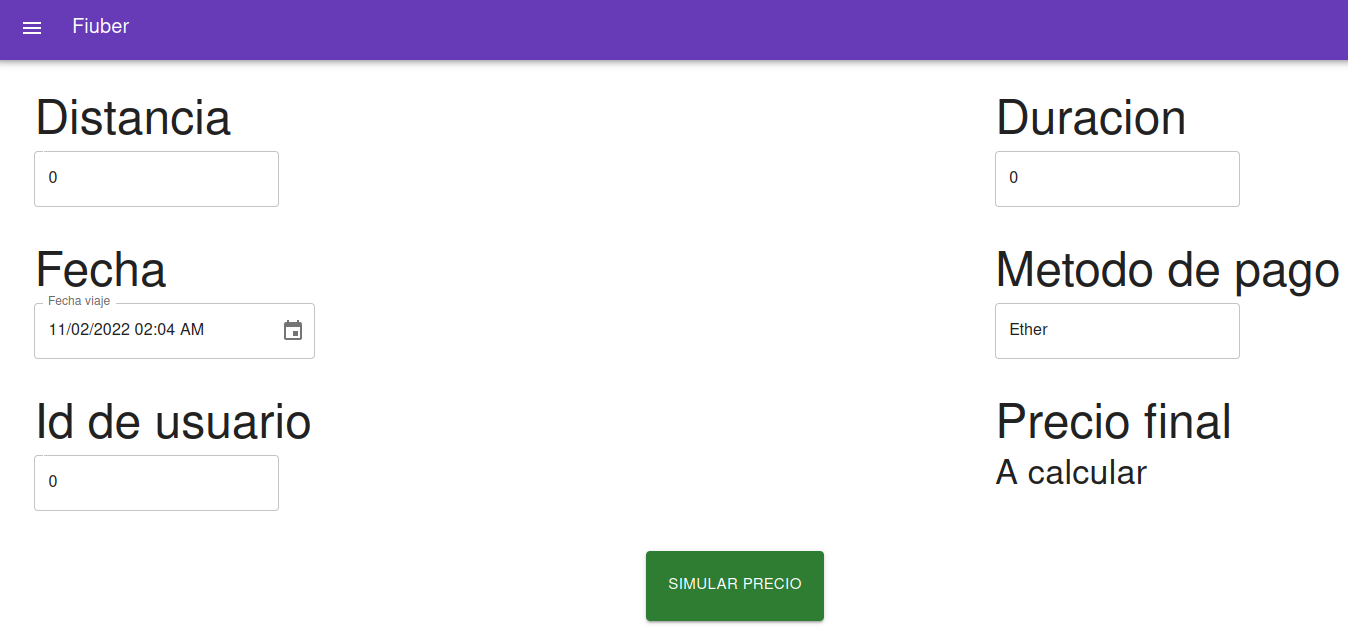 Fiuber
Distancia
0
Duracion
0
Fecha
Fecha viaje
11/02/2022 02:04 AM
Metodo de pago
Ether
Id de usuario
0
Precio final
A calcular
SIMULAR PRECIO